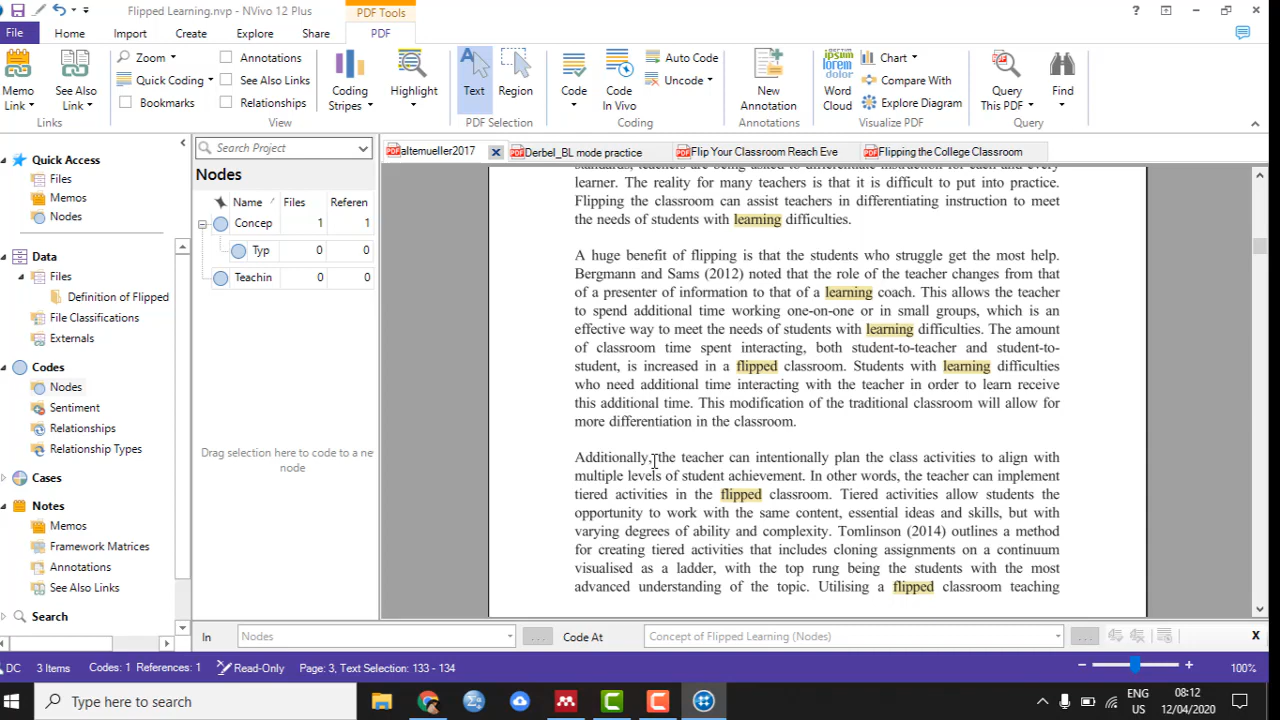 Flipped Learning.nvp - NVivo 12 Plus
PDF Tools
File
Home
Import
Create
Explore
Share
PDF
Memo Link
See Also Link
Zoom
Quick Coding
Bookmarks
Links
Annotations
See Also Links
Relationships
View
Coding Stripes
Highlight
Text
Region
PDF Selection
Code
Code In Vivo
Auto Code
Uncode
Coding
New Annotation
Annotations
Word Cloud
Chart
Compare With
Explore Diagram
Visualize PDF
Query This PDF
Find
Query
Quick Access
Files
Memos
Nodes
Data
Files
Definition of Flipped
File Classifications
Externals
Codes
Nodes
Sentiment
Relationships
Relationship Types
Cases
Notes
Memos
Framework Matrices
Annotations
See Also Links
Search
Search Project
Nodes
Name Files Referen
Concep 1 1
Typ 0 0
Teachin 0 0
Drag selection here to code to a new node
altemueller2017
Derbel_BL mode practice
Flip Your Classroom Reach Eve
Flipping the College Classroom
learner. The reality for many teachers is that it is difficult to put into practice.
Flipping the classroom can assist teachers in differentiating instruction to meet
the needs of students with learning difficulties.
A huge benefit of flipping is that the students who struggle get the most help.
Bergmann and Sams (2012) noted that the role of the teacher changes from that
of a presenter of information to that of a learning coach. This allows the teacher
to spend additional time working one-on-one or in small groups, which is an
effective way to meet the needs of students with learning difficulties. The amount
of classroom time spent interacting, both student-to-teacher and student-to-
student, is increased in a flipped classroom. Students with learning difficulties
who need additional time interacting with the teacher in order to learn receive
this additional time. This modification of the traditional classroom will allow for
more differentiation in the classroom.
Additionally, the teacher can intentionally plan the class activities to align with
multiple levels of student achievement. In other words, the teacher can implement
tiered activities in the flipped classroom. Tiered activities allow students the
opportunity to work with the same content, essential ideas and skills, but with
varying degrees of ability and complexity. Tomlinson (2014) outlines a method
for creating tiered activities that includes cloning assignments on a continuum
visualised as a ladder, with the top rung being the students with the most
advanced understanding of the topic. Utilising a flipped classroom teaching
In Nodes ... Code At Concept of Flipped Learning (Nodes) ... X
DC 3 Items Codes: 1 References: 1 Read-Only Page: 3, Text Selection: 133 - 134 100%
Type here to search
ENG
US
08:12
12/04/2020